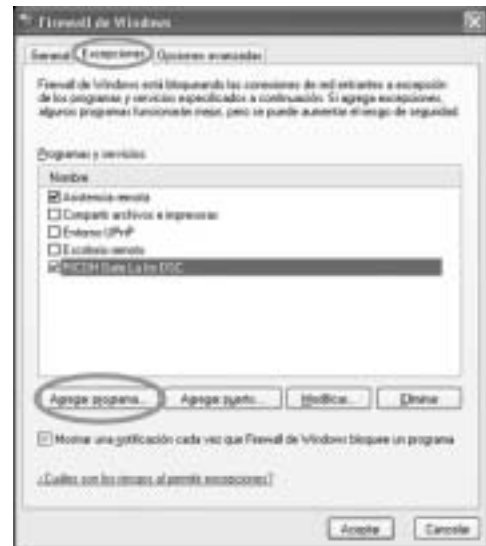 Firewall de Windows
General Excepciones Opciones avanzadas
Firewall de Windows está bloqueando las conexiones de red entrantes a excepción
de los programas y servicios especificados a continuación. Si agrega excepciones,
algunos programas funcionarán mejor, pero se puede aumentar el riesgo de seguridad.
Programas y servicios
Nombre
Asistencia remota
Compartir archivos e impresoras
Entorno UPnP
Escritorio remoto
RICOH Gate La for DSC
Agregar programa... Agregar puerto... Modificar... Eliminar
Mostrar una notificación cada vez que Firewall de Windows bloquee un programa
¿Cuáles son los riesgos al permitir excepciones?
Aceptar Cancelar